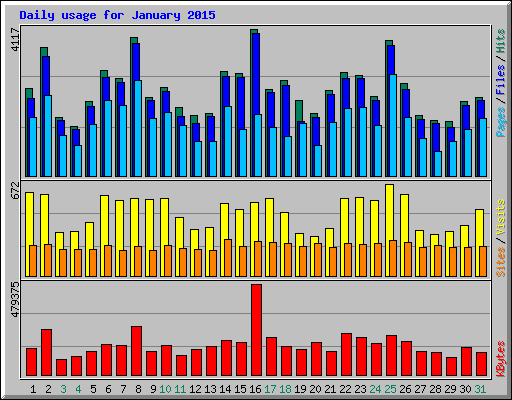 Daily usage for January 2015
4117
Pages / Files / Hits
672
Sites / Visits
479375
KBytes
1 2 3 4 5 6 7 8 9 10 11 12 13 14 15 16 17 18 19 20 21 22 23 24 25 26 27 28 29 30 31